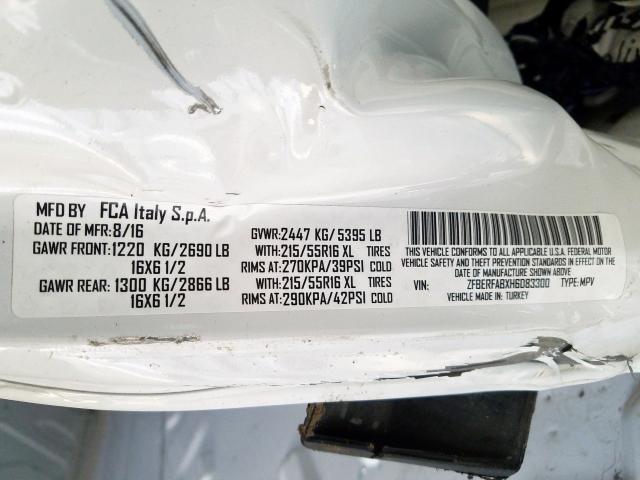 MFD BY FCA Italy S.p.A.
DATE OF MFR: 8/16 GVWR: 2447 KG/ 5395 LB
GAWR FRONT: 1220 KG/2690 LB WITH: 215/55R16 XL TIRES
16X6 1/2 RIMS AT: 270KPA/39PSI COLD
GAWR REAR: 1300 KG/2866 LB WITH: 215/55R16 XL TIRES
16X6 1/2 RIMS AT: 290KPA/42PSI COLD
THIS VEHICLE CONFORMS TO ALL APPLICABLE U.S.A. FEDERAL MOTOR
VEHICLE SAFETY AND THEFT PREVENTION STANDARDS IN EFFECT ON
THE DATE OF MANUFACTURE SHOWN ABOVE.
VIN: ZFBERFABXH6D83300 TYPE: MPV
VEHICLE MADE IN: TURKEY